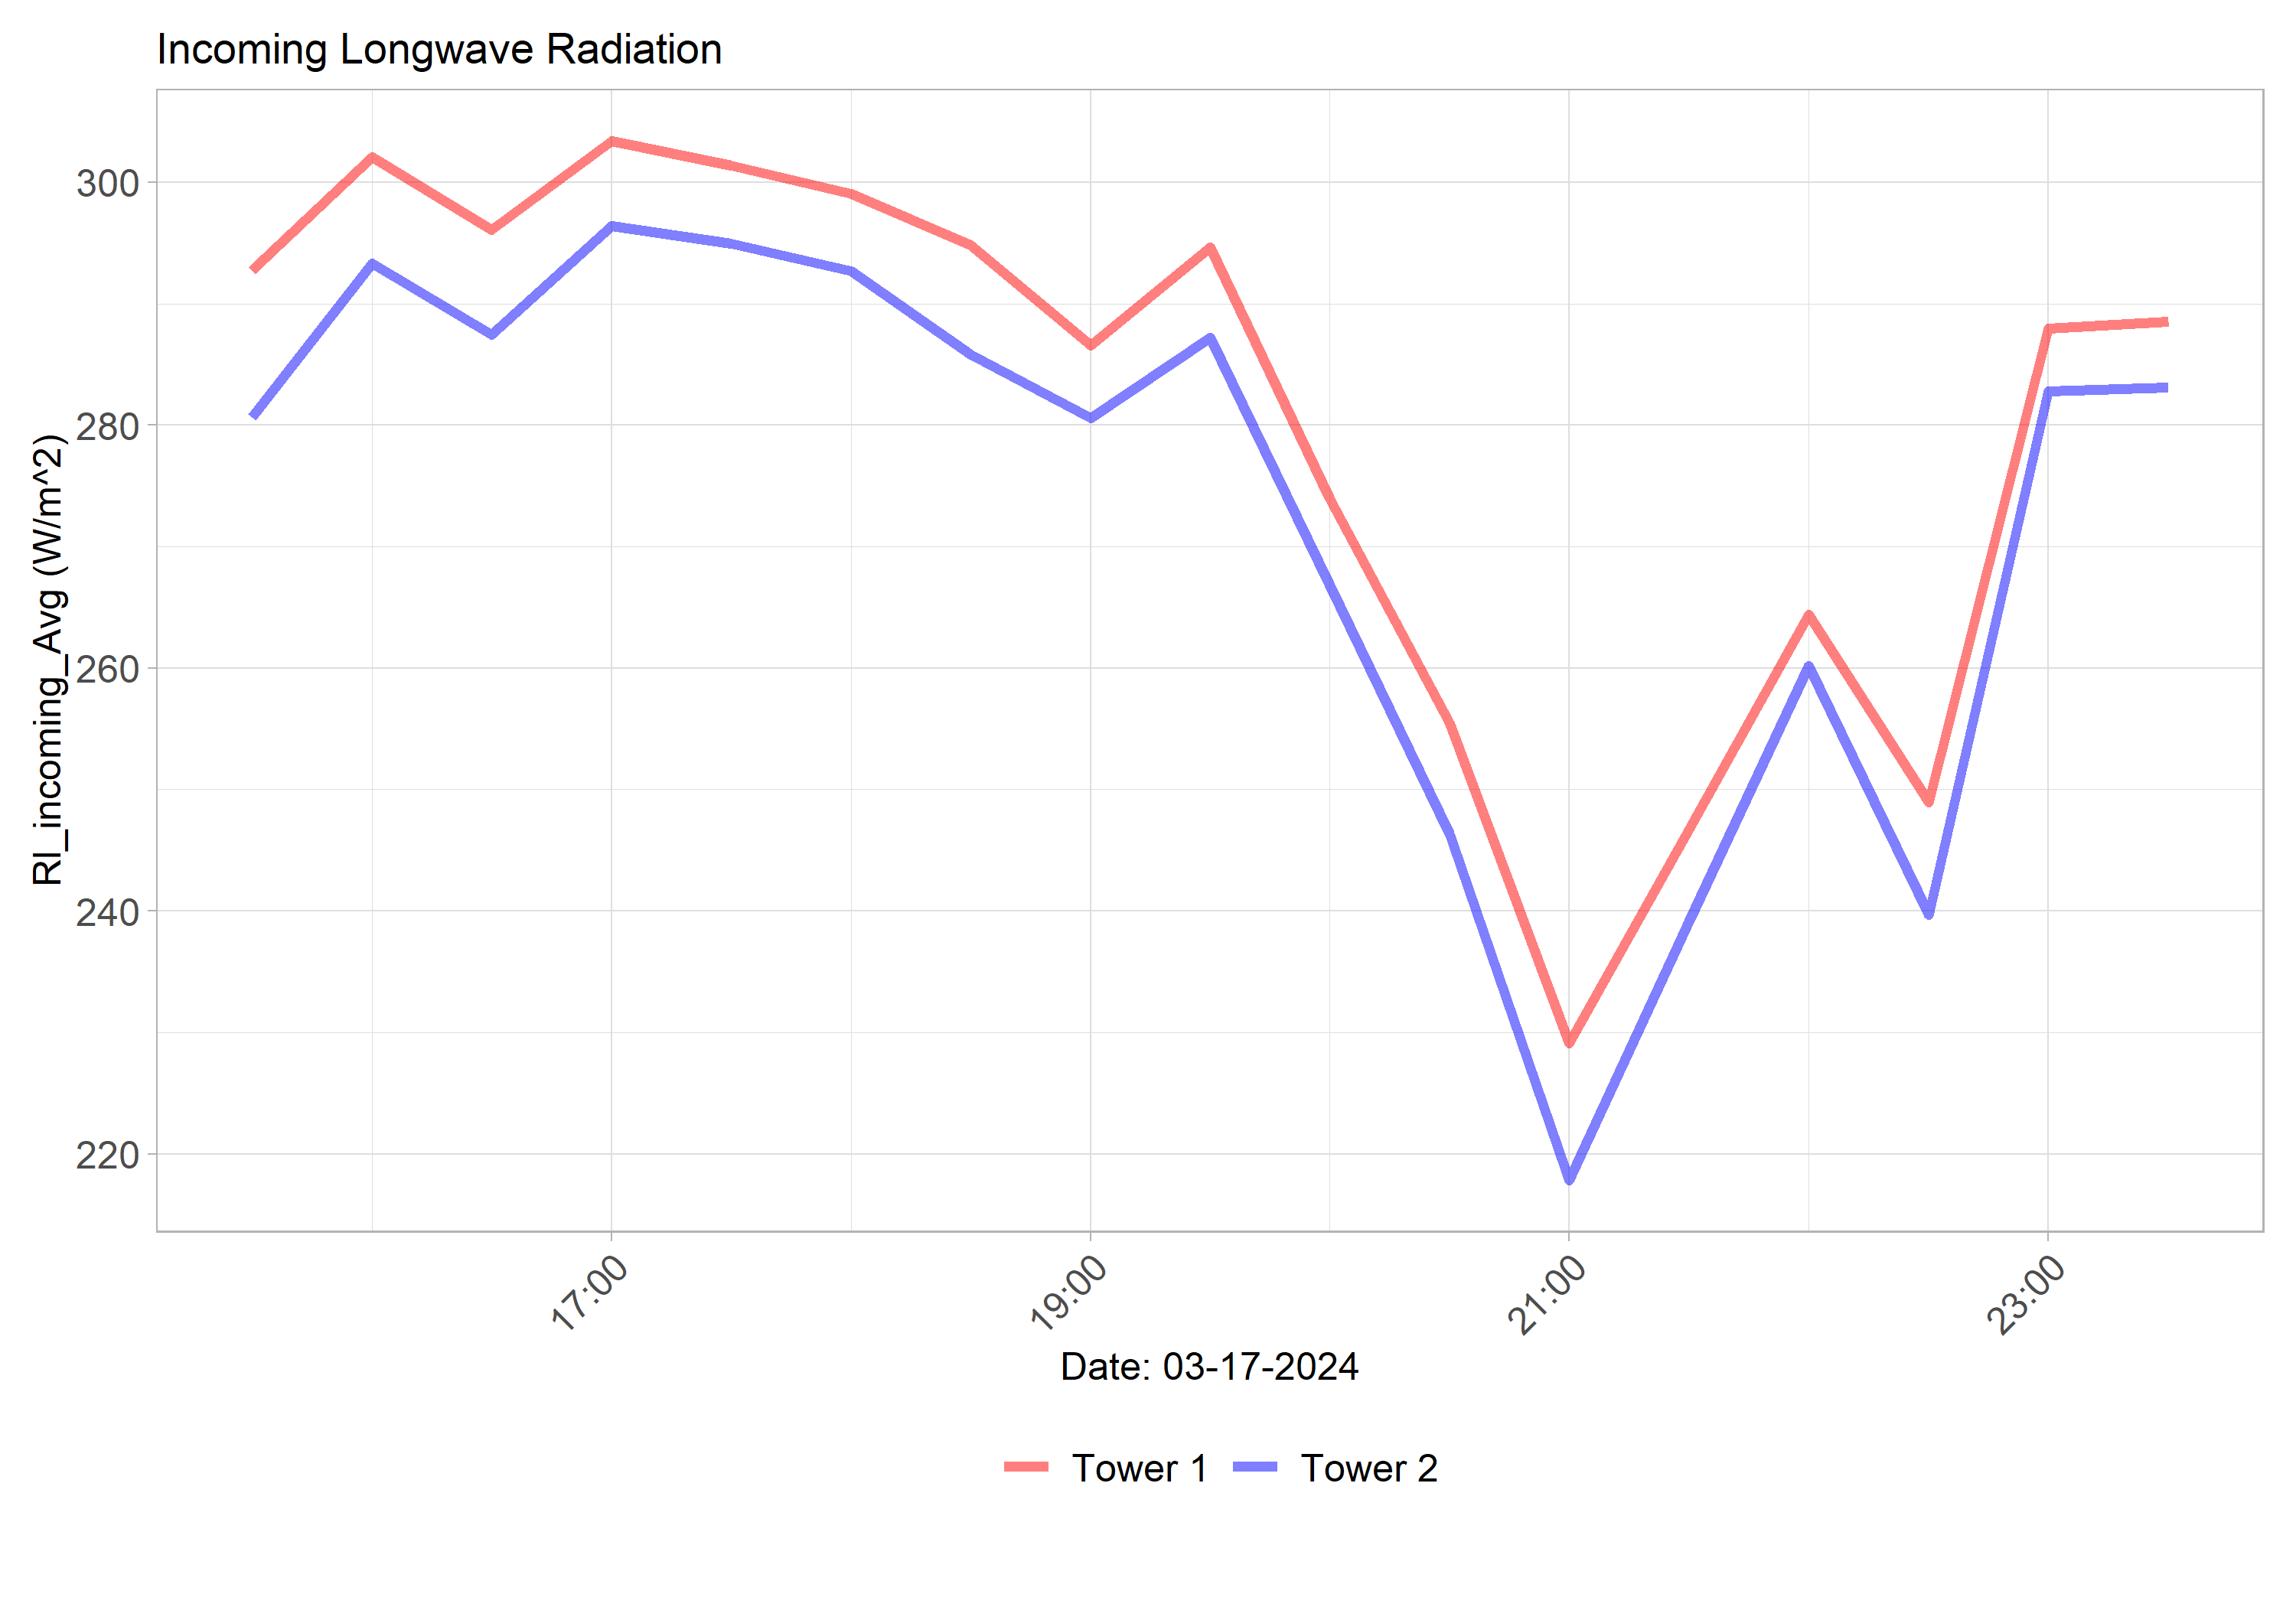 Incoming Longwave Radiation
Rl_incoming_Avg (W/m^2)
300
280
260
240
220
17:00
19:00
21:00
23:00
Date: 03-17-2024
Tower 1
Tower 2